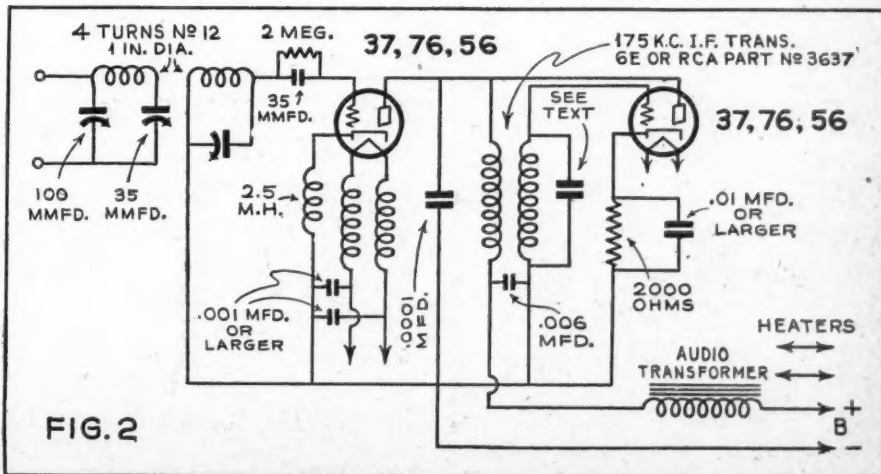 4 TURNS Nº 12
1 IN. DIA.
2 MEG.
37, 76, 56
35
MMFD.
175 K.C. I.F. TRANS.
6E OR RCA PART Nº 3637
SEE
TEXT
37, 76, 56
100
MMFD.
35
MMFD.
2.5
M.H.
.001 MFD.
OR
LARGER
.0001
MFD.
.006
MFD.
.01 MFD.
OR
LARGER
2000
OHMS
HEATERS
AUDIO
TRANSFORMER
+
B
-
FIG. 2